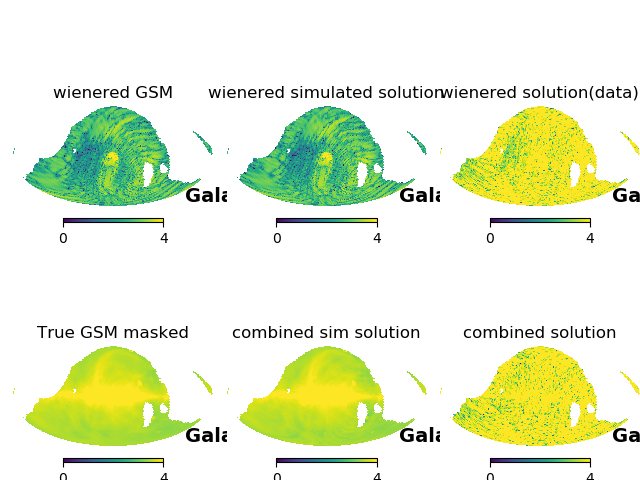 wienered GSM
wienered simulated solution
wienered solution(data)
Gala
Gala
Ga
0 4
0 4
0 4
True GSM masked
combined sim solution
combined solution
Gala
Gala
Ga
0 4
0 4
0 4